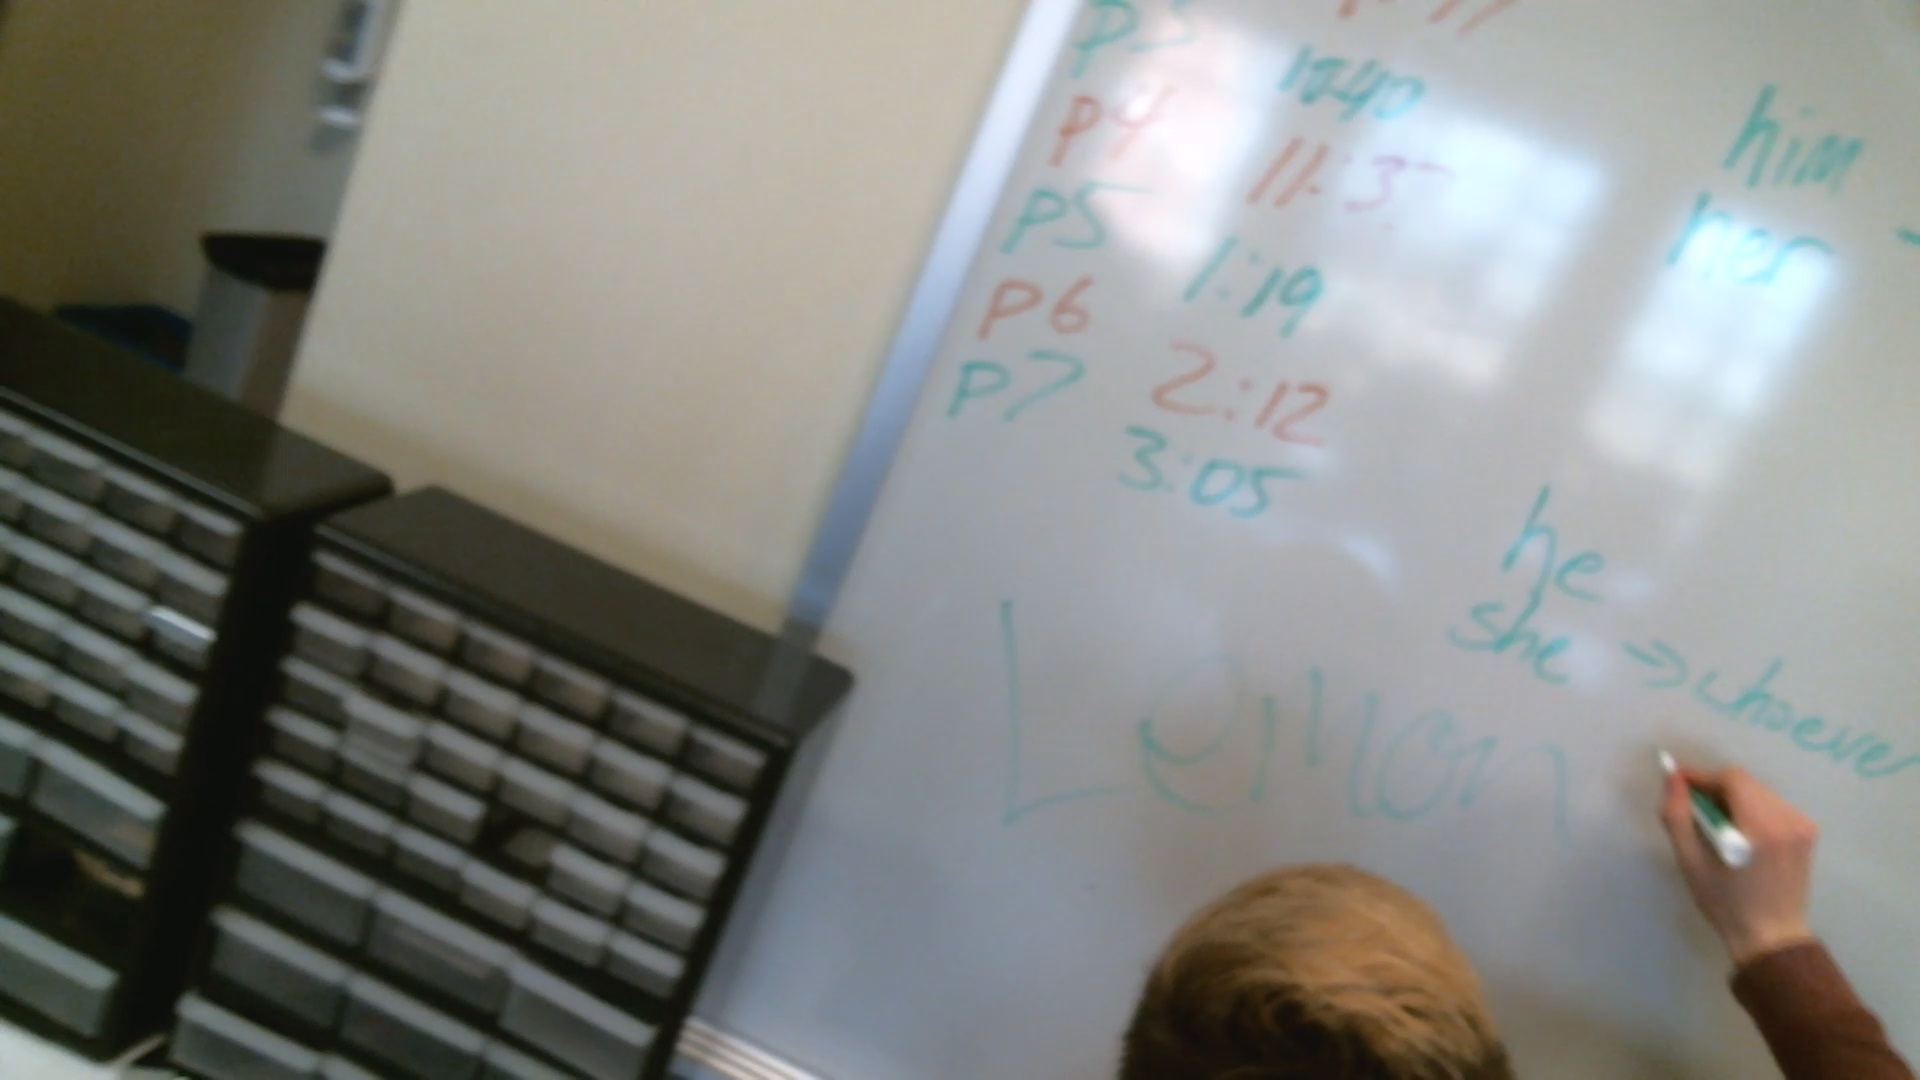 p3 10:40
p4 11:3
p5 1:19
p6 2:12
p7 3:05
him
her
he
she → whoever
Lemon